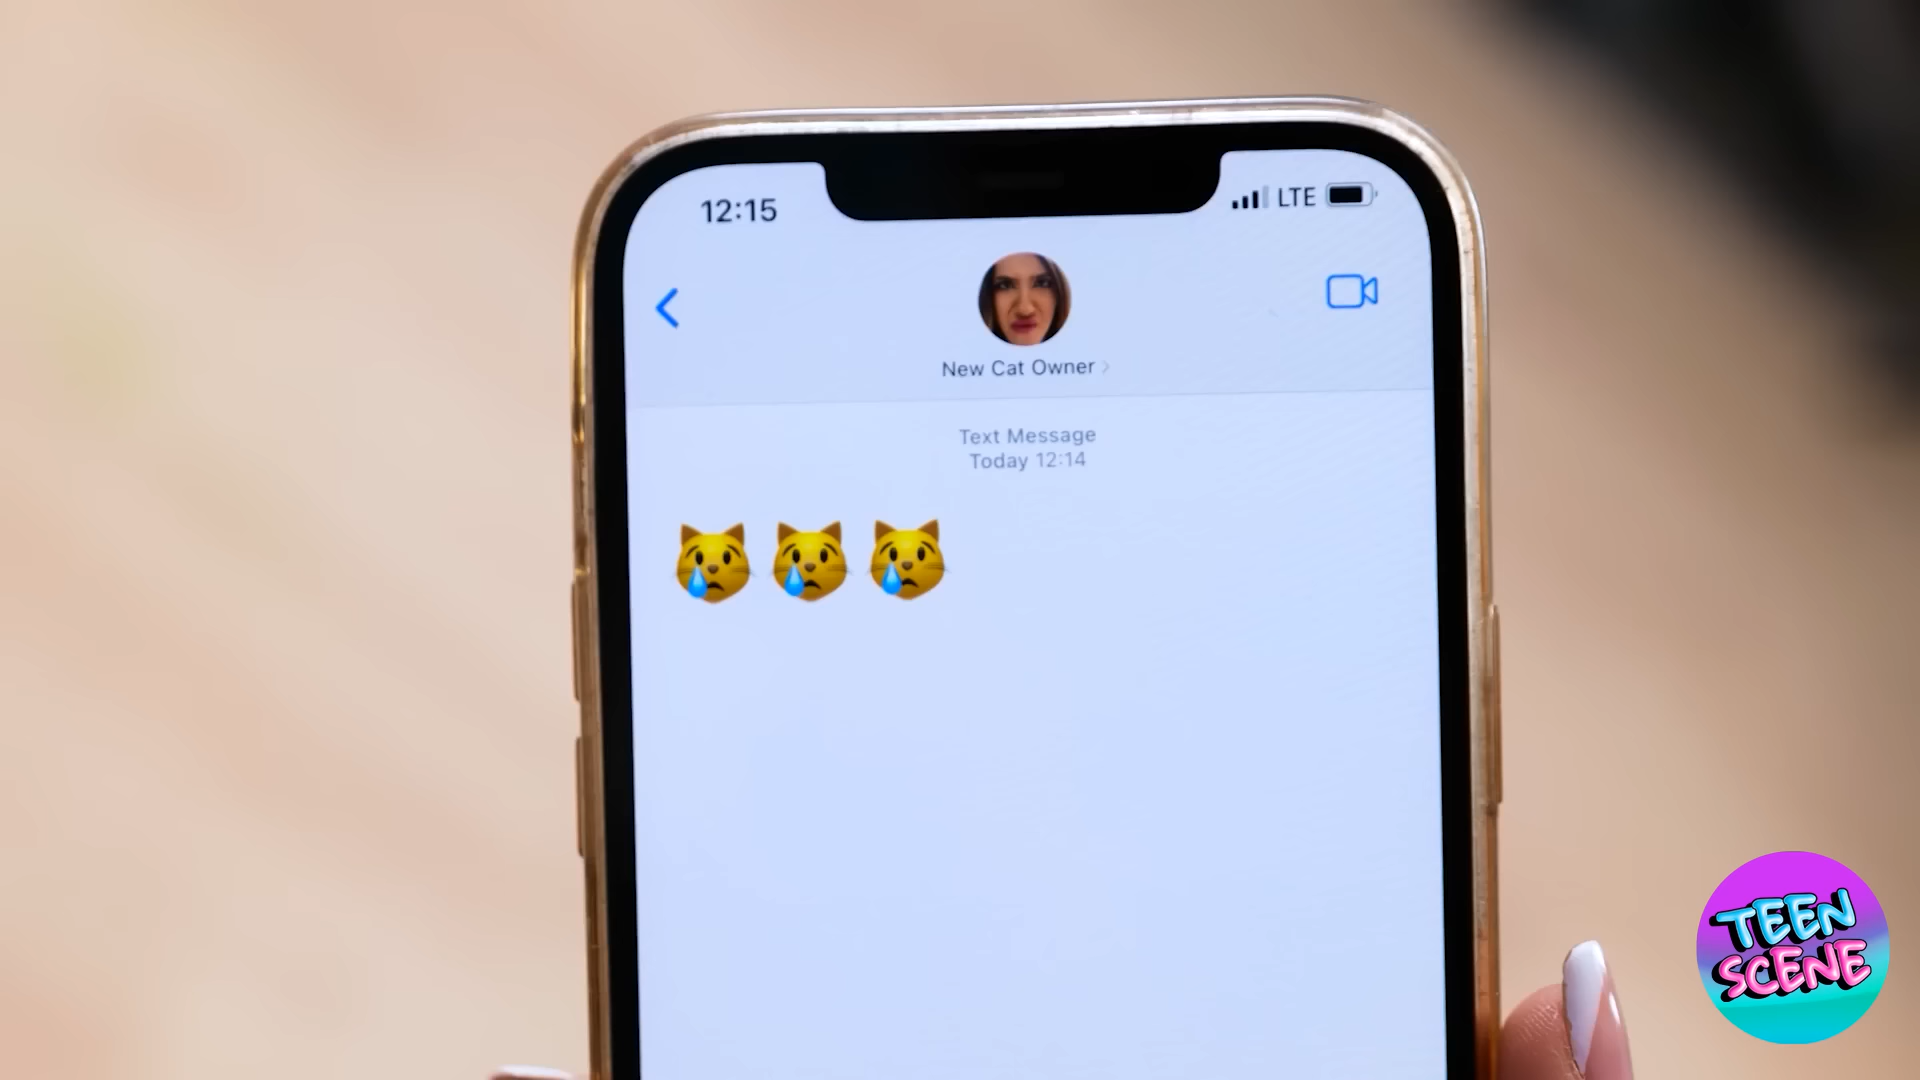 12:15
LTE
New Cat Owner
Text Message
Today 12:14
TEEN
SCENE